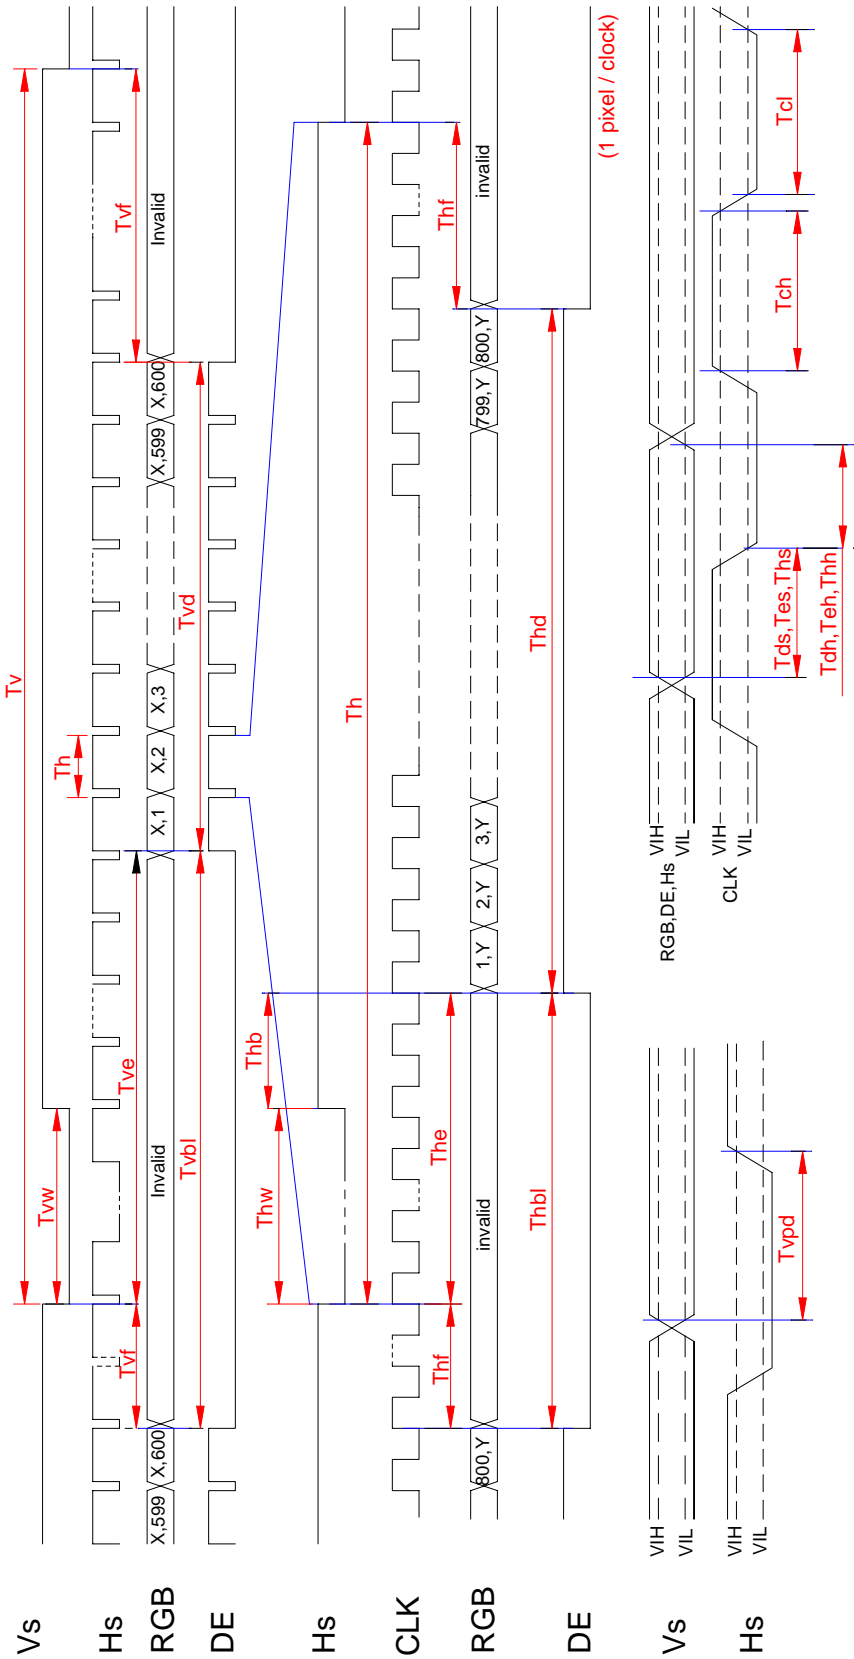 Vs
Tv
Tvw
Hs
Th
Tvf
Tve
Tvf
RGB
X,599
X,600
Invalid
X,1
X,2
X,3
X,599
X,600
Invalid
DE
Tvbl
Tvd
Hs
Thw
Thb
Th
CLK
Thf
The
Thf
RGB
800,Y
invalid
1,Y
2,Y
3,Y
799,Y
800,Y
invalid
DE
Thbl
Thd
(1 pixel / clock)
Vs
VIH
VIL
Hs
VIH
VIL
Tvpd
RGB,DE,Hs
VIH
VIL
CLK
VIH
VIL
Tch
Tcl
Tds,Tes,Ths
Tdh,Teh,Thh